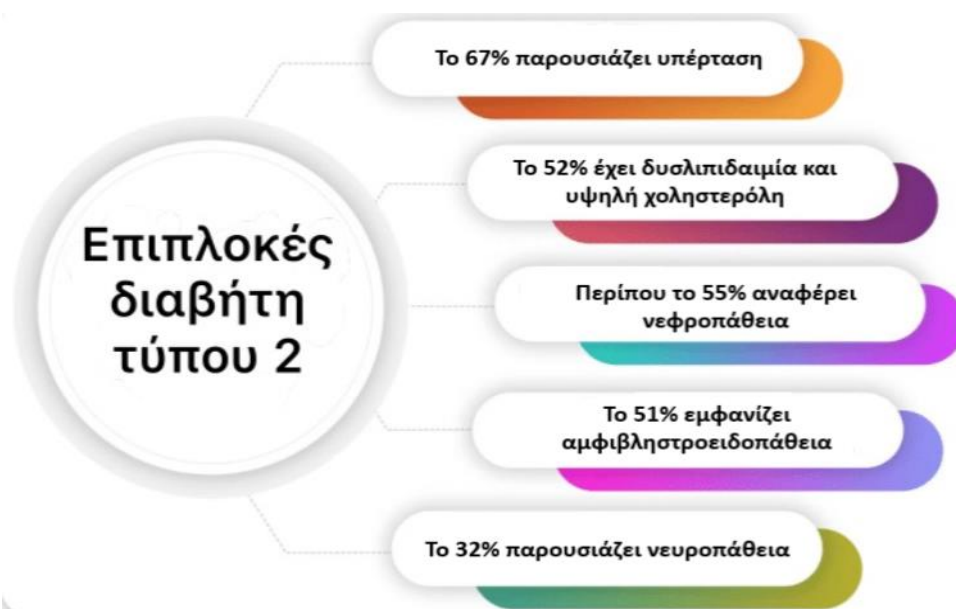 Το 67% παρουσιάζει υπέρταση
Το 52% έχει δυσλιπιδαιμία και
υψηλή χοληστερόλη
Επιπλοκές
διαβήτη
τύπου 2
Περίπου το 55% αναφέρει
νεφροπάθεια
Το 51% εμφανίζει
αμφιβληστροειδοπάθεια
Το 32% παρουσιάζει νευροπάθεια